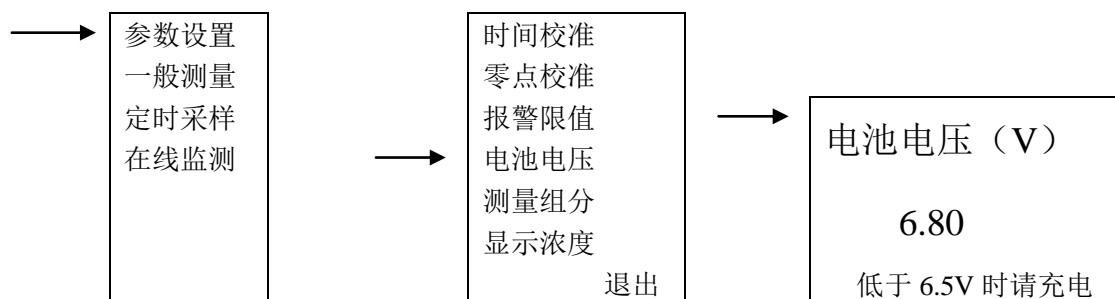 参数设置
一般测量
定时采样
在线监测
时间校准
零点校准
报警限值
电池电压
测量组分
显示浓度
退出
电池电压（V）
6.80
低于 6.5V 时请充电